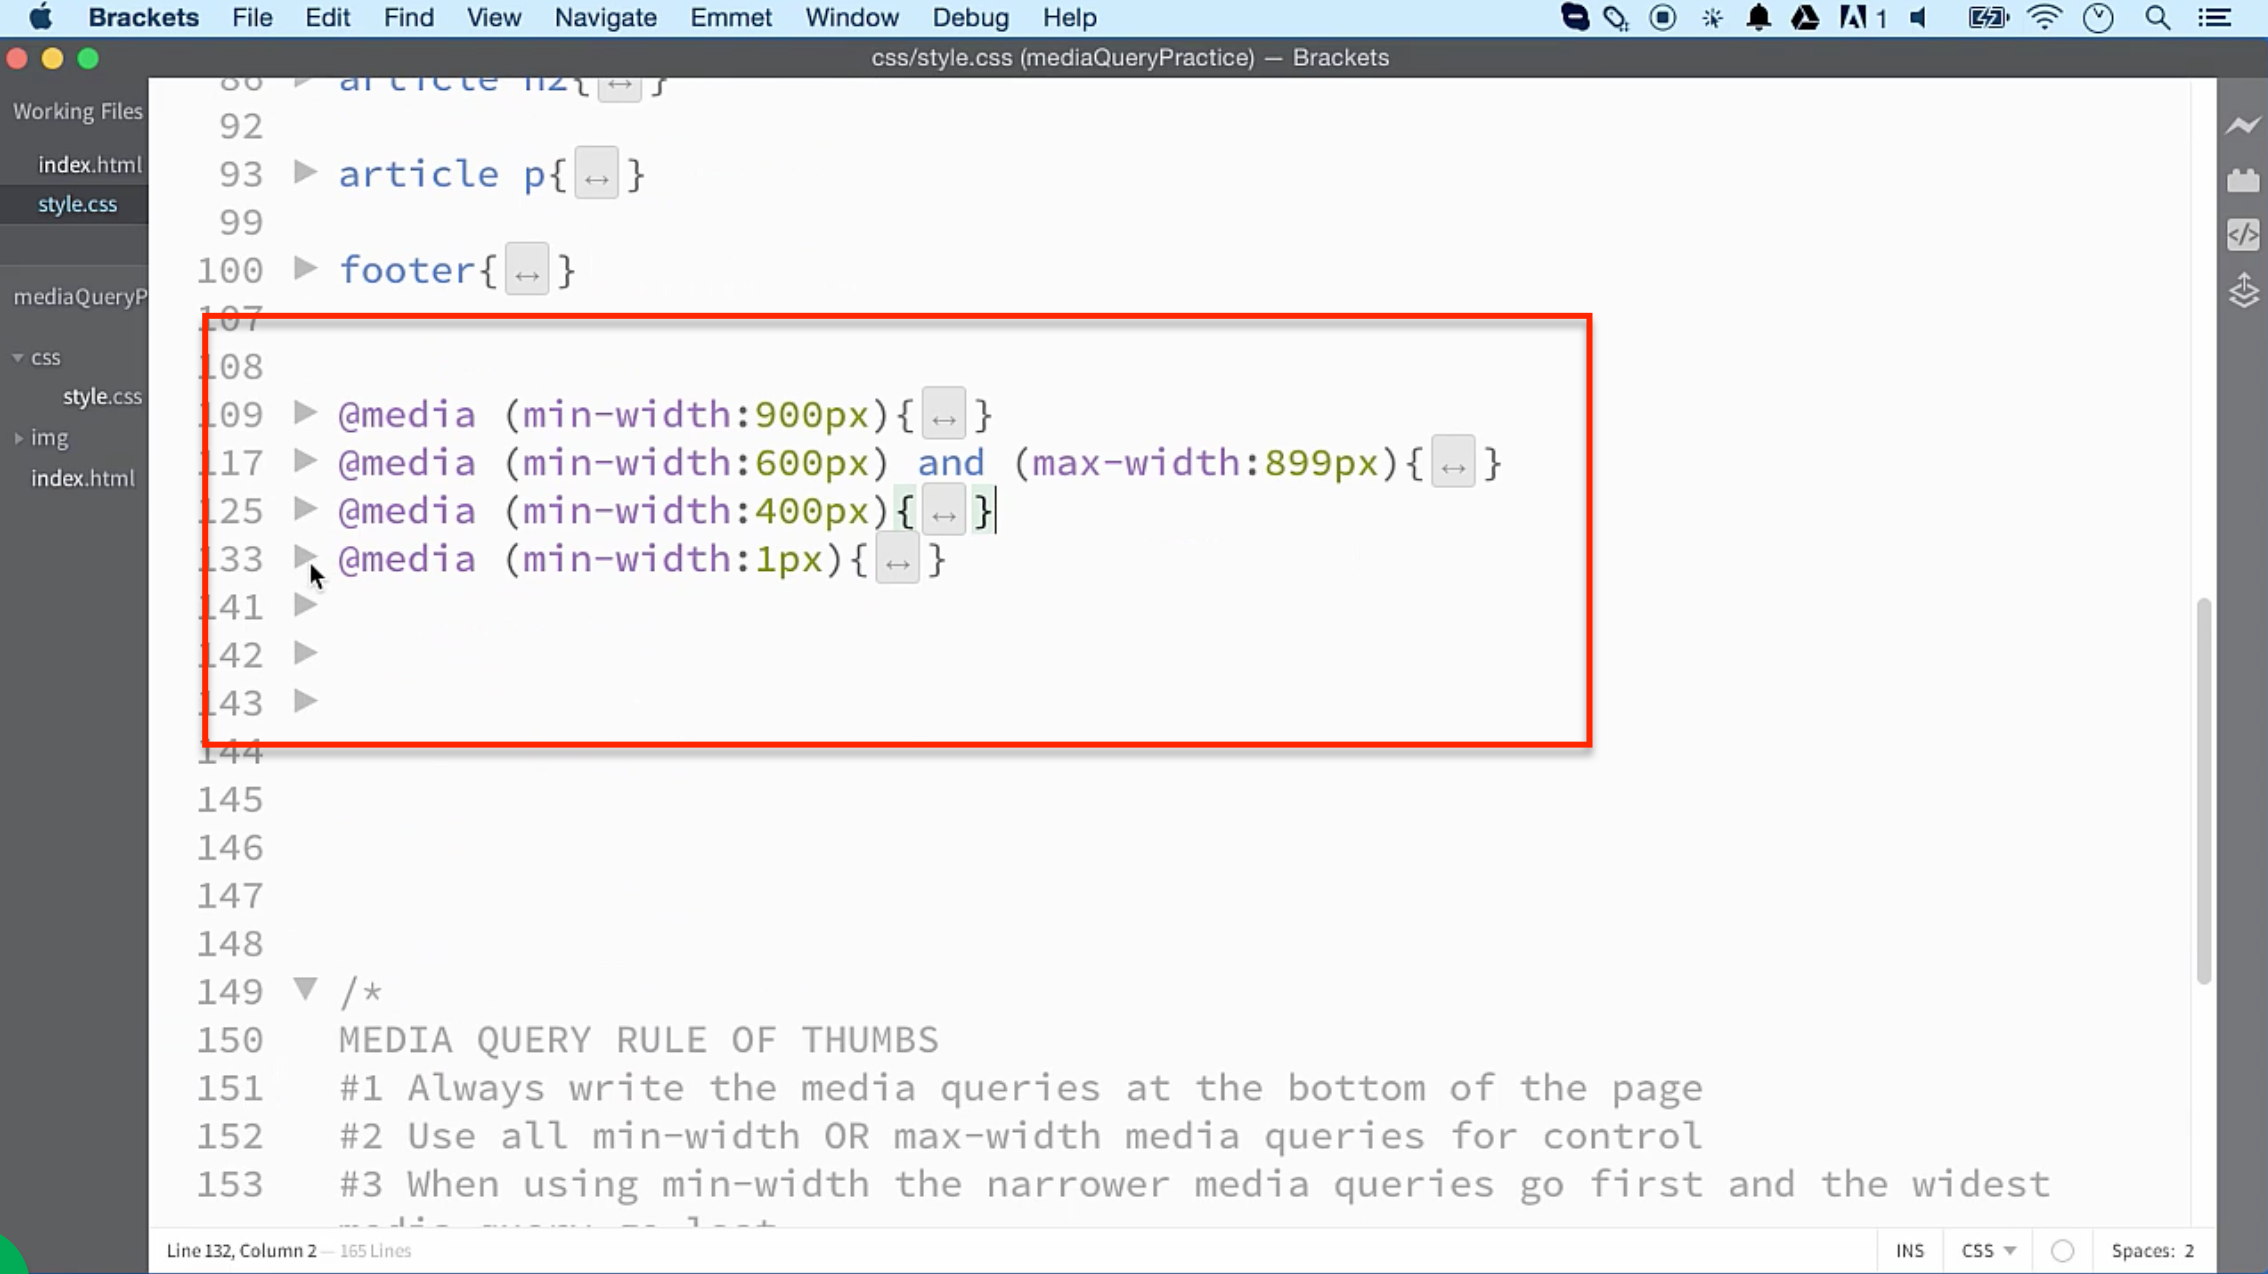 Brackets File Edit Find View Navigate Emmet Window Debug Help 1
css/style.css (mediaQueryPractice) — Brackets
Working Files
index.html
style.css
mediaQueryP
css
style.css
img
index.html
86 article h2{↔}
92
93 article p{↔}
99
100 footer{↔}
107
108
109 @media (min-width:900px){↔}
117 @media (min-width:600px) and (max-width:899px){↔}
125 @media (min-width:400px){↔}
133 @media (min-width:1px){↔}
141
142
143
144
145
146
147
148
149 /*
150 MEDIA QUERY RULE OF THUMBS
151 #1 Always write the media queries at the bottom of the page
152 #2 Use all min-width OR max-width media queries for control
153 #3 When using min-width the narrower media queries go first and the widest
media query go last
Line 132, Column 2 — 165 Lines
INS CSS Spaces: 2